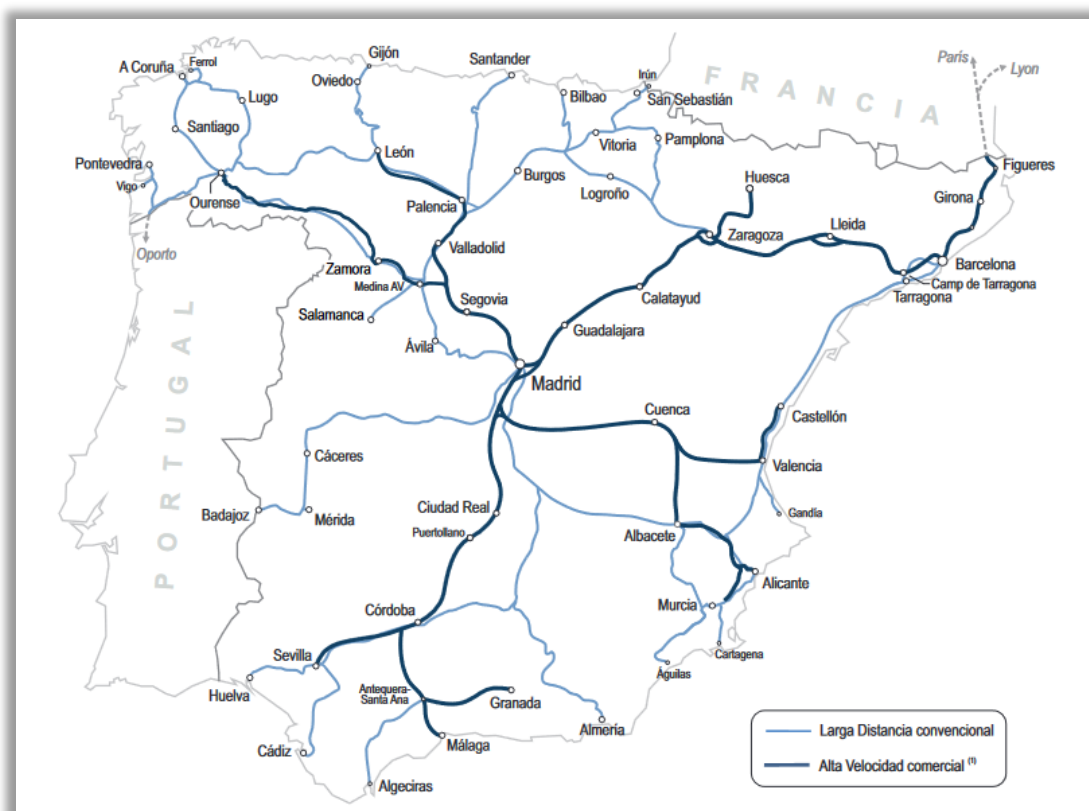 Gijón
Santander
A Coruña
Ferrol
Oviedo
Irún
París
Lyon
FRANCIA
Bilbao
San Sebastián
Lugo
Santiago
León
Vitoria
Pamplona
Pontevedra
Vigo
Ourense
Burgos
Logroño
Huesca
Figueres
Girona
Palencia
Oporto
Valladolid
Zaragoza
Lleida
Barcelona
Zamora
Medina AV
Camp de Tarragona
Tarragona
Segovia
Calatayud
Salamanca
Guadalajara
Ávila
Madrid
PORTUGAL
Cuenca
Castellón
Cáceres
Valencia
Badajoz
Mérida
Ciudad Real
Gandía
Puertollano
Albacete
Alicante
Córdoba
Murcia
Sevilla
Cartagena
Águilas
Huelva
Antequera-
Santa Ana
Granada
Almería
Cádiz
Málaga
Algeciras
Larga Distancia convencional
Alta Velocidad comercial (1)